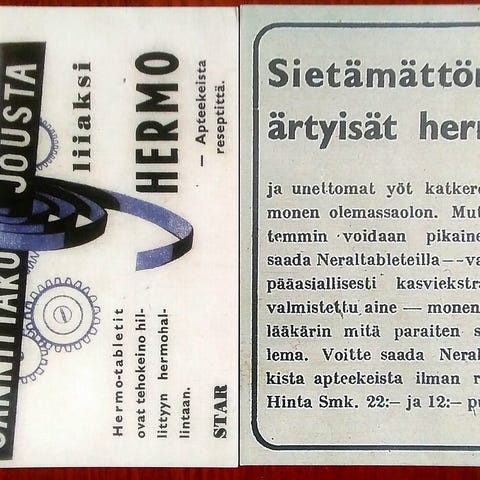 JOUSTA
liiaksi
HERMO
— Apteekeista
reseptittä.
Hermo-tabletit
ovat tehokeino hil-
littyyn hermohal-
lintaan.
STAR
Sietämättön
ärtyisät herm
ja unettomat yöt katkero
monen olemassaolon. Mut
temmin voidaan pikaine
saada Neraltableteilla--va
pääasiallisesti kasviekstra
valmistettu aine — monen
lääkärin mitä paraiten s
lema. Voitte saada Neral
kista apteekeista ilman r
Hinta Smk. 22:— ja 12:— pu